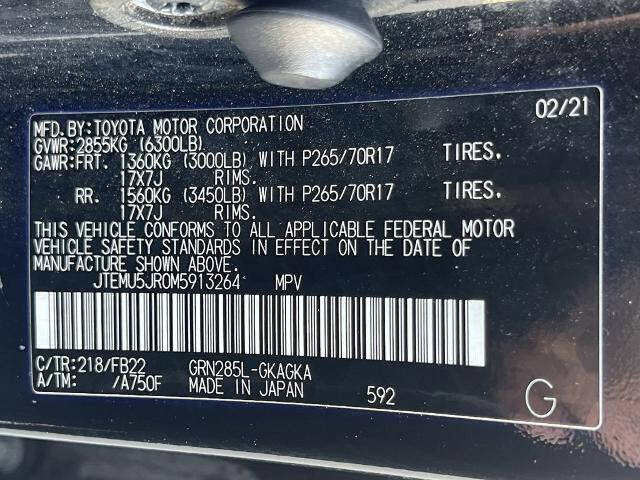 MFD.BY:TOYOTA MOTOR CORPORATION 02/21
GVWR:2855KG (6300LB)
GAWR:FRT. 1360KG (3000LB) WITH P265/70R17 TIRES.
17X7J RIMS.
RR. 1560KG (3450LB) WITH P265/70R17 TIRES.
17X7J RIMS.
THIS VEHICLE CONFORMS TO ALL APPLICABLE FEDERAL MOTOR
VEHICLE SAFETY STANDARDS IN EFFECT ON THE DATE OF
MANUFACTURE SHOWN ABOVE.
JTEMU5JR0M5913264 MPV
C/TR:218/FB22 GRN285L-GKAGKA
A/TM: /A750F MADE IN JAPAN 592 G